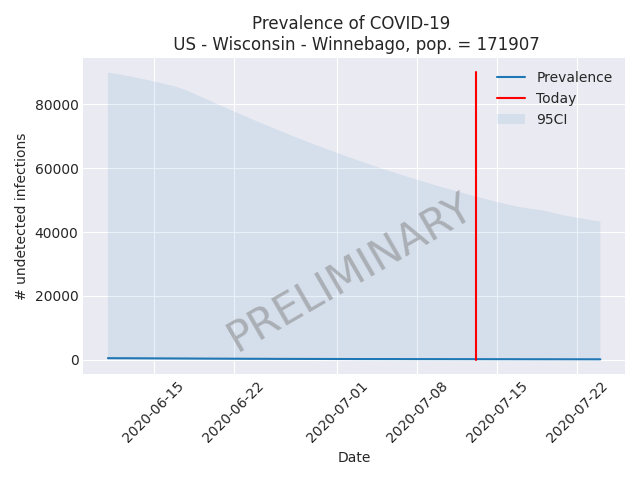 Prevalence of COVID-19
US - Wisconsin - Winnebago, pop. = 171907
Prevalence
Today
95CI
# undetected infections
80000
60000
40000
20000
0
PRELIMINARY
2020-06-15
2020-06-22
2020-07-01
2020-07-08
2020-07-15
2020-07-22
Date